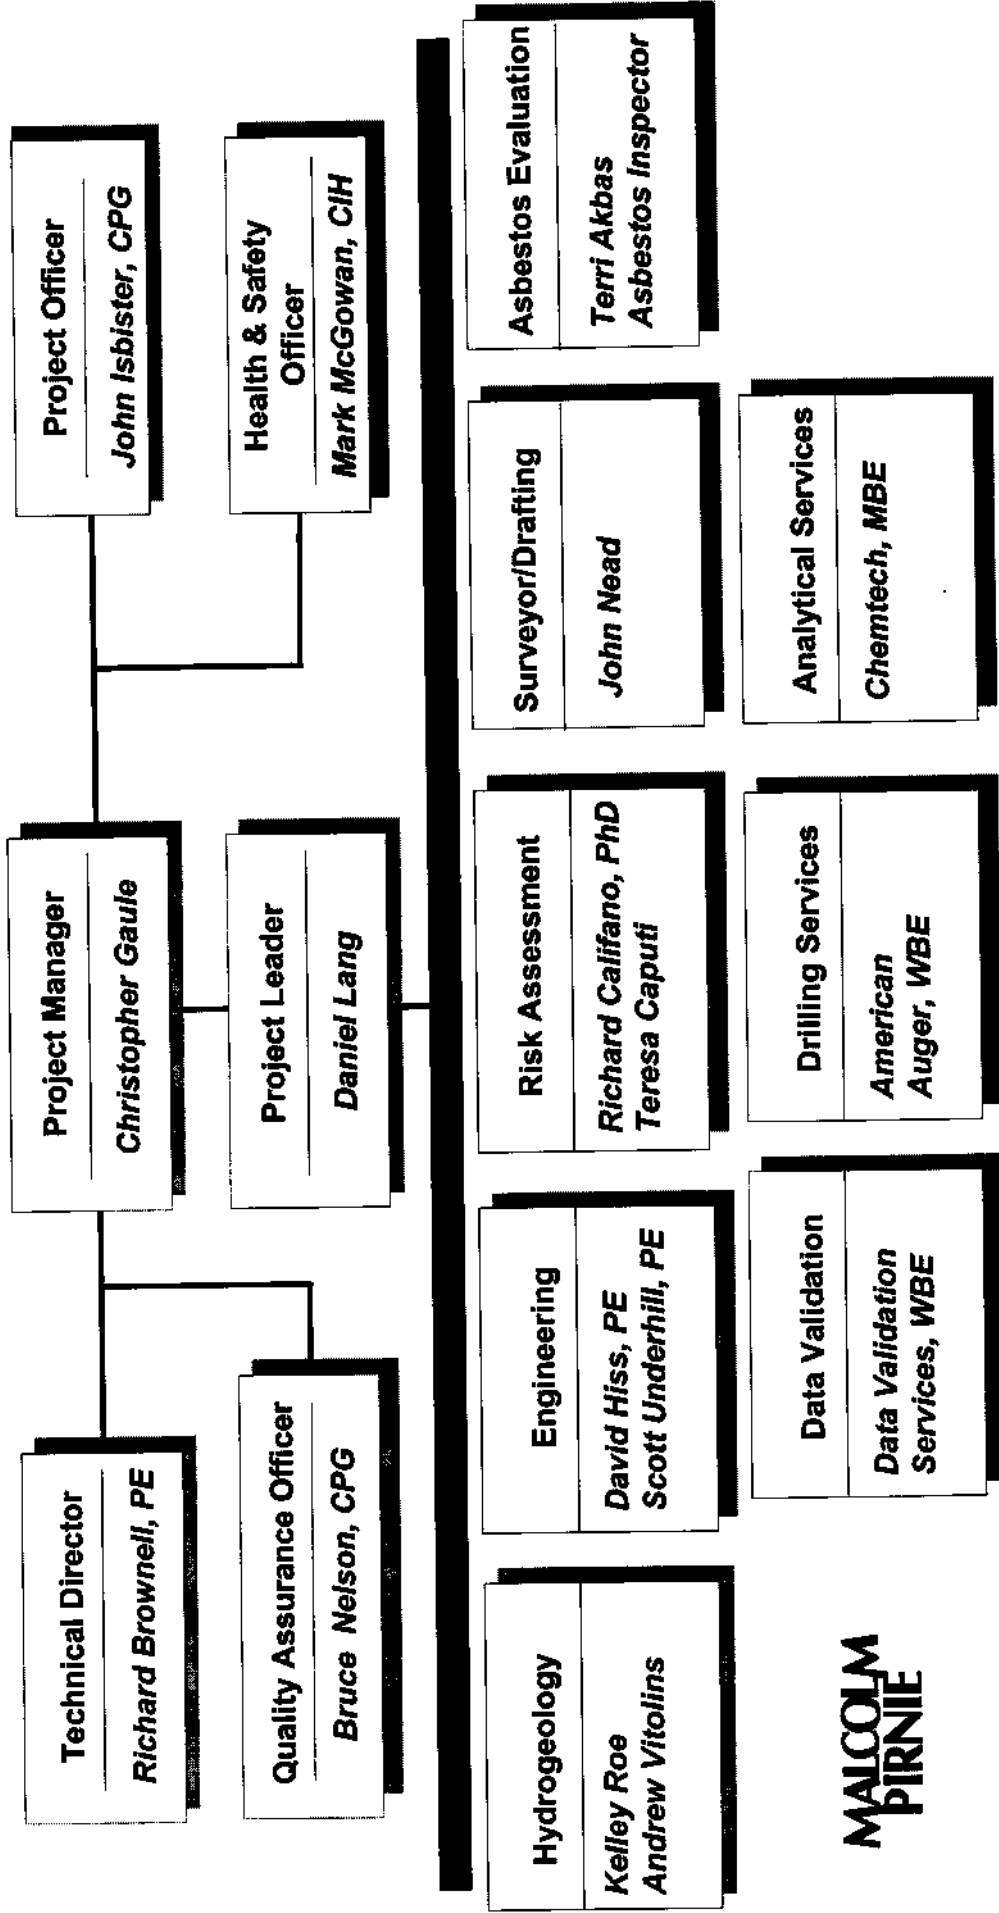 Technical Director
Richard Brownell, PE
Project Manager
Christopher Gaule
Project Officer
John Isbister, CPG
Quality Assurance Officer
Bruce Nelson, CPG
Project Leader
Daniel Lang
Health & Safety
Officer
Mark McGowan, CIH
Hydrogeology
Kelley Roe
Andrew Vitolins
Engineering
David Hiss, PE
Scott Underhill, PE
Risk Assessment
Richard Califano, PhD
Teresa Caputi
Surveyor/Drafting
John Nead
Asbestos Evaluation
Terri Akbas
Asbestos Inspector
Data Validation
Data Validation
Services, WBE
Drilling Services
American
Auger, WBE
Analytical Services
Chemtech, MBE
MALCOLM
PIRNIE